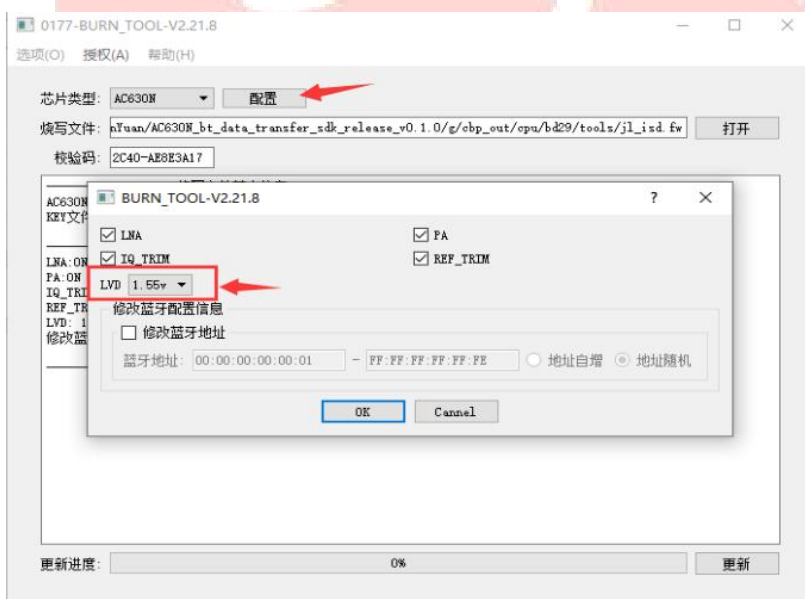 0177-BURN_TOOL-V2.21.8
选项(O) 授权(A) 帮助(H)
芯片类型: AC630N 配置
烧写文件: nYuan/AC630N_bt_data_transfer_sdk_release_v0.1.0/g/cbp_out/cpu/bd29/tools/jl_isd.fw 打开
校验码: 2C40-AE8E3A17
AC630N
KEY文件
LNA:ON
PA:ON
IQ_TRI
REF_TR
LVD: 1
修改蓝
BURN_TOOL-V2.21.8 ?
LNA PA
IQ_TRIM REF_TRIM
LVD 1.55v
修改蓝牙配置信息
修改蓝牙地址
蓝牙地址: 00:00:00:00:00:01 - FF:FF:FF:FF:FF:FE 地址自增 地址随机
OK Cannel
更新进度: 0% 更新